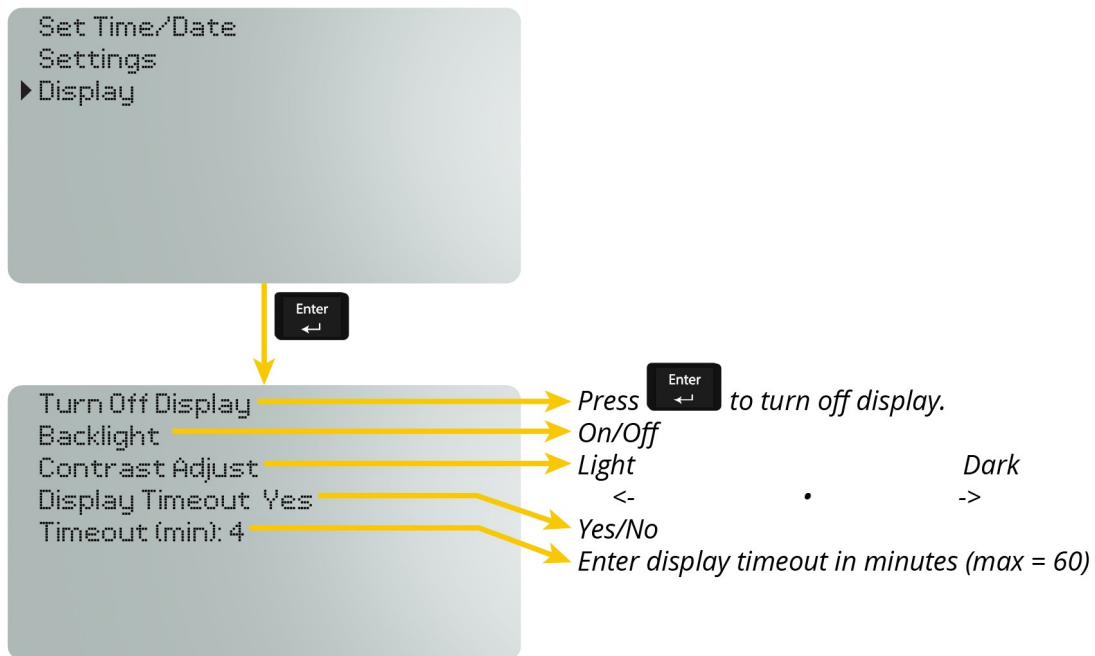 Set Time/Date
Settings
Display
Enter
Turn Off Display
Press Enter to turn off display.
Backlight
On/Off
Contrast Adjust
Light Dark
<- • ->
Display Timeout Yes
Yes/No
Timeout (min): 4
Enter display timeout in minutes (max = 60)